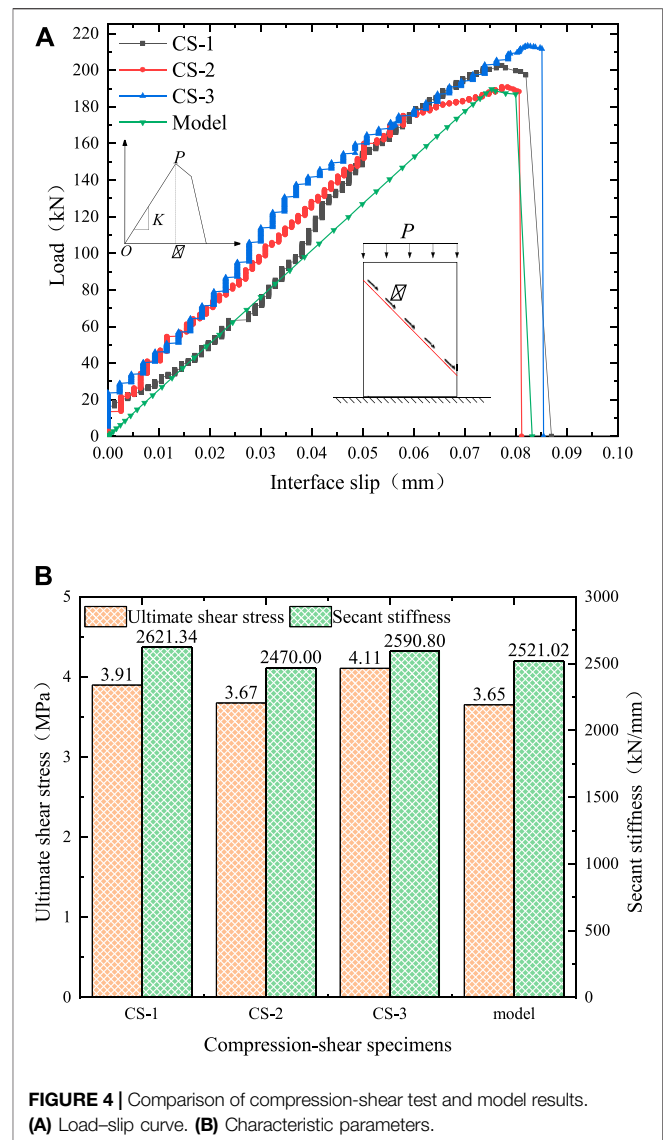 A
220
200
180
160
140
120
100
80
60
40
20
0
Load（kN）
CS-1
CS-2
CS-3
Model
P
K
O
P
0.00 0.01 0.02 0.03 0.04 0.05 0.06 0.07 0.08 0.09 0.10
Interface slip（mm）
B
5
4
3
2
1
0
Ultimate shear stress（MPa）
Ultimate shear stress Secant stiffness
3.91 2621.34 3.67 2470.00 4.11 2590.80 3.65 2521.02
3000
2500
2000
1500
1000
500
0
Secant stiffness（kN/mm）
CS-1 CS-2 CS-3 model
Compression-shear specimens
FIGURE 4 | Comparison of compression-shear test and model results.
(A) Load–slip curve. (B) Characteristic parameters.